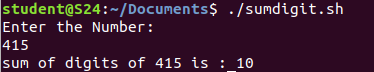 student@S24:~/Documents$ ./sumdigit.sh
Enter the Number:
415
sum of digits of 415 is : 10